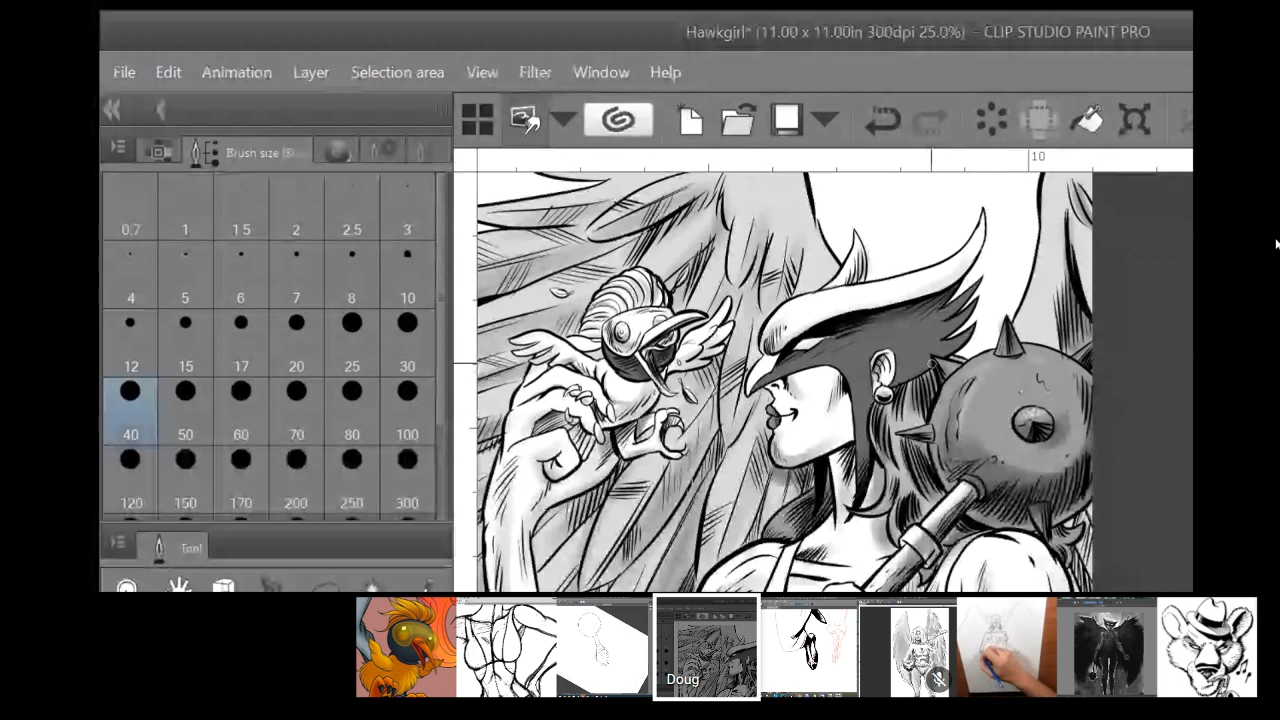 Hawkgirl* (11.00 x 11.00in 300dpi 25.0%)  - CLIP STUDIO PAINT PRO
File Edit Animation Layer Selection area View Filter Window Help
Brush size
10
0.7 1 1.5 2 2.5 3
4 5 6 7 8 10
12 15 17 20 25 30
40 50 60 70 80 100
120 150 170 200 250 300
Tool
Doug